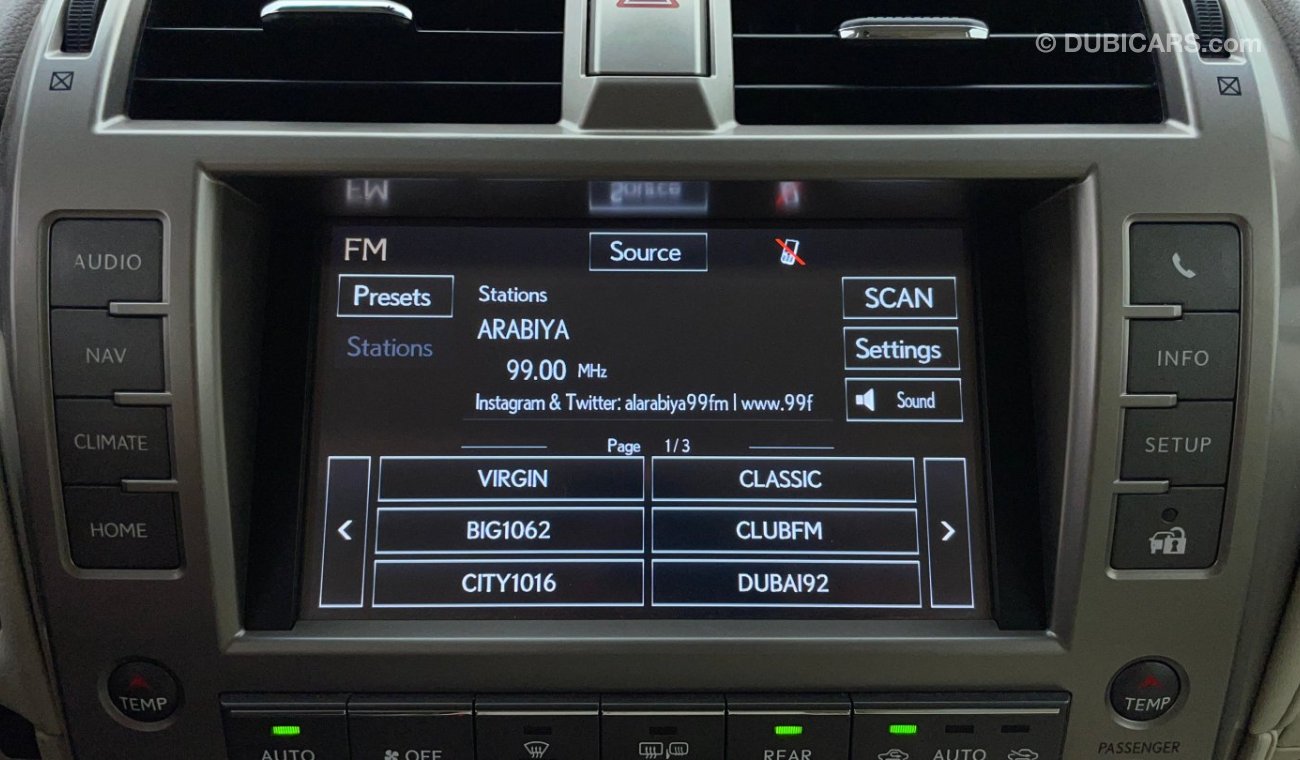 © DUBICARS.com
FM
Source
Presets
Stations
SCAN
ARABIYA
Stations
Settings
99.00 MHz
Instagram & Twitter: alarabiya99fm | www.99f
Sound
Page 1/3
VIRGIN
CLASSIC
BIG1062
CLUBFM
CITY1016
DUBAI92
AUDIO
NAV
CLIMATE
HOME
INFO
SETUP
TEMP
TEMP
PASSENGER
AUTO
OFF
REAR
AUTO